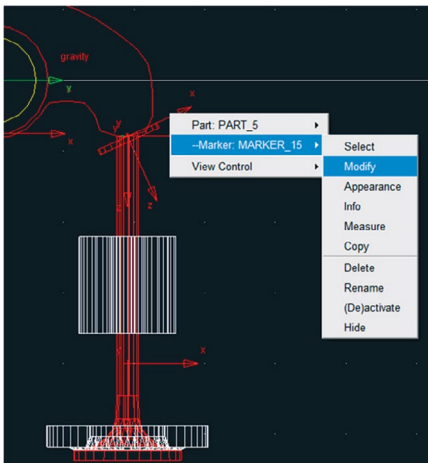 gravity
y
x
x
y
Part: PART_5
--Marker: MARKER_15
View Control
Select
Modify
Appearance
Info
Measure
Copy
Delete
Rename
(De)activate
Hide
z
z
x